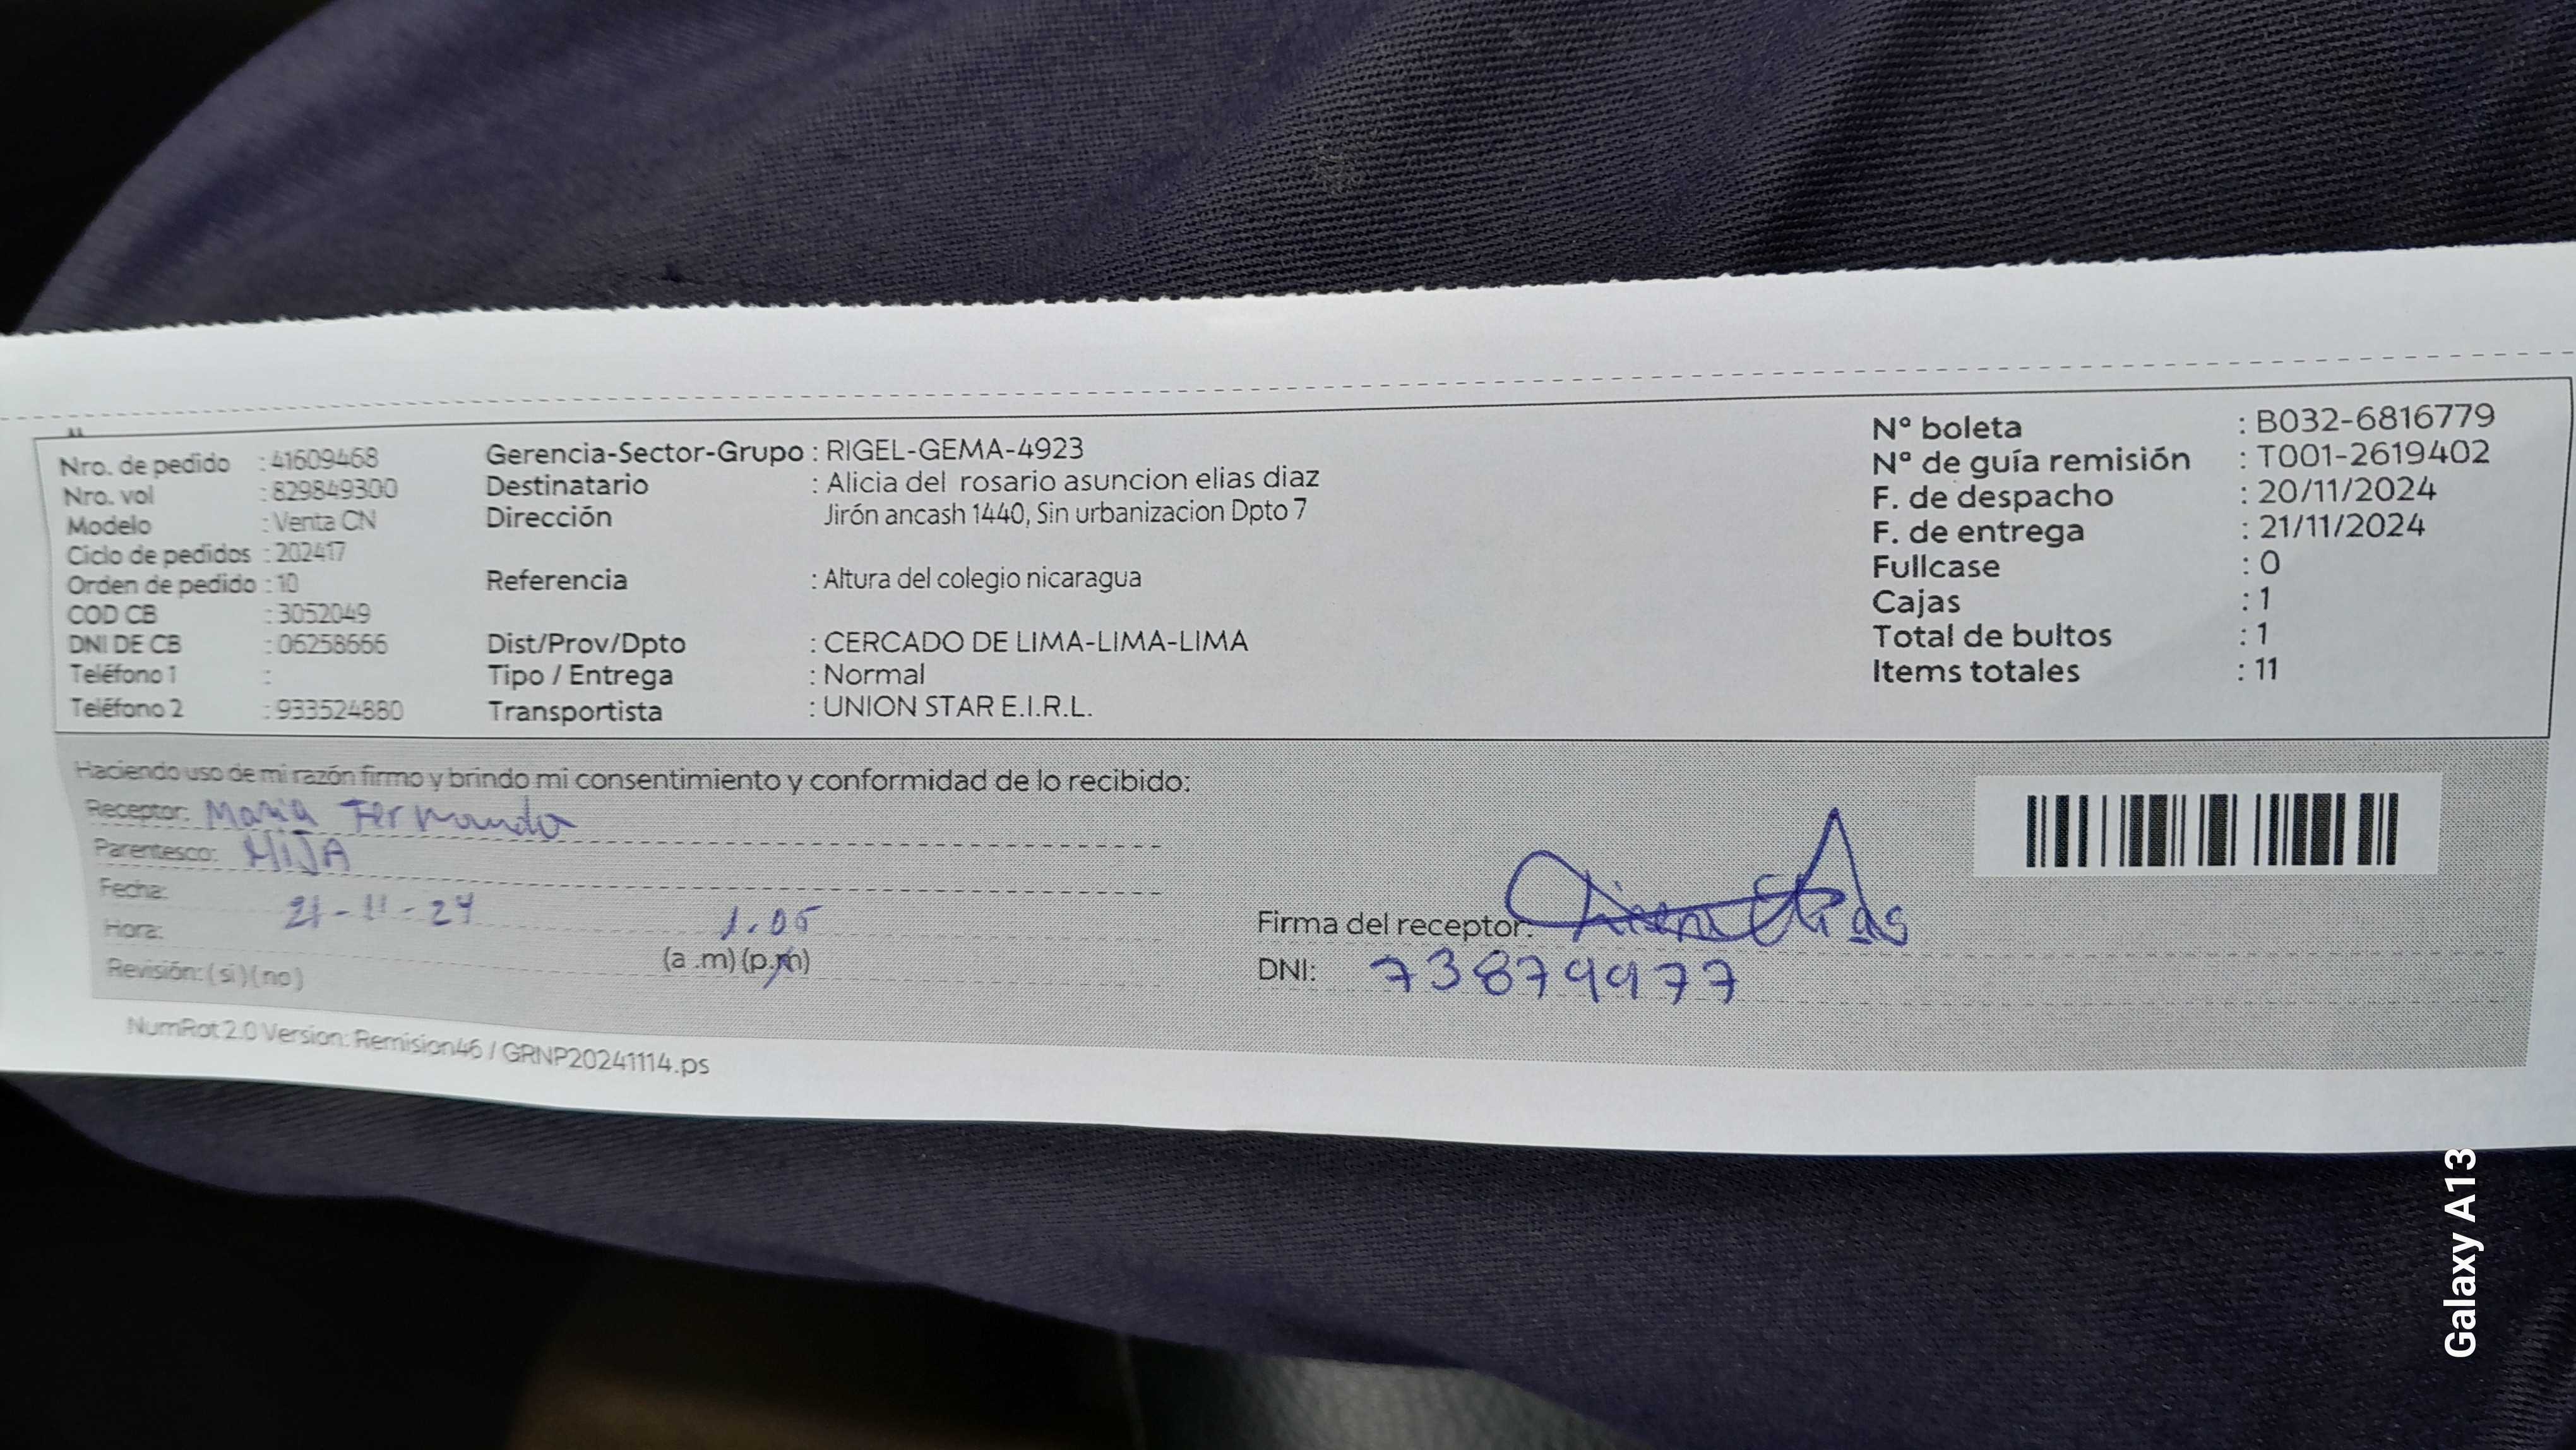 Nro. de pedido : 41609468
Nro. vol : 829849300
Modelo : Venta CN
Ciclo de pedidos : 202417
Orden de pedido : 10
COD CB : 3052049
DNI DE CB : 06258666
Teléfono 1 :
Teléfono 2 : 933524880
Gerencia-Sector-Grupo : RIGEL-GEMA-4923
Destinatario : Alicia del rosario asuncion elias diaz
Dirección Jirón ancash 1440, Sin urbanizacion Dpto 7
Referencia : Altura del colegio nicaragua
Dist/Prov/Dpto : CERCADO DE LIMA-LIMA-LIMA
Tipo / Entrega : Normal
Transportista : UNION STAR E.I.R.L.
Nº boleta : B032-6816779
Nº de guía remisión : T001-2619402
F. de despacho : 20/11/2024
F. de entrega : 21/11/2024
Fullcase : 0
Cajas : 1
Total de bultos : 1
Items totales : 11
Haciendo uso de mi razón firmo y brindo mi consentimiento y conformidad de lo recibido:
Receptor: Maria Fernanda
Parentesco: HIJA
Fecha: 21-11-24
Hora: 1.05
(a .m) (p.m)
Revisión: ( si ) ( no )
Firma del receptor:
DNI: 73879977
NumRot 2.0 Version: Remision46 / GRNP20241114.ps
Galaxy A13